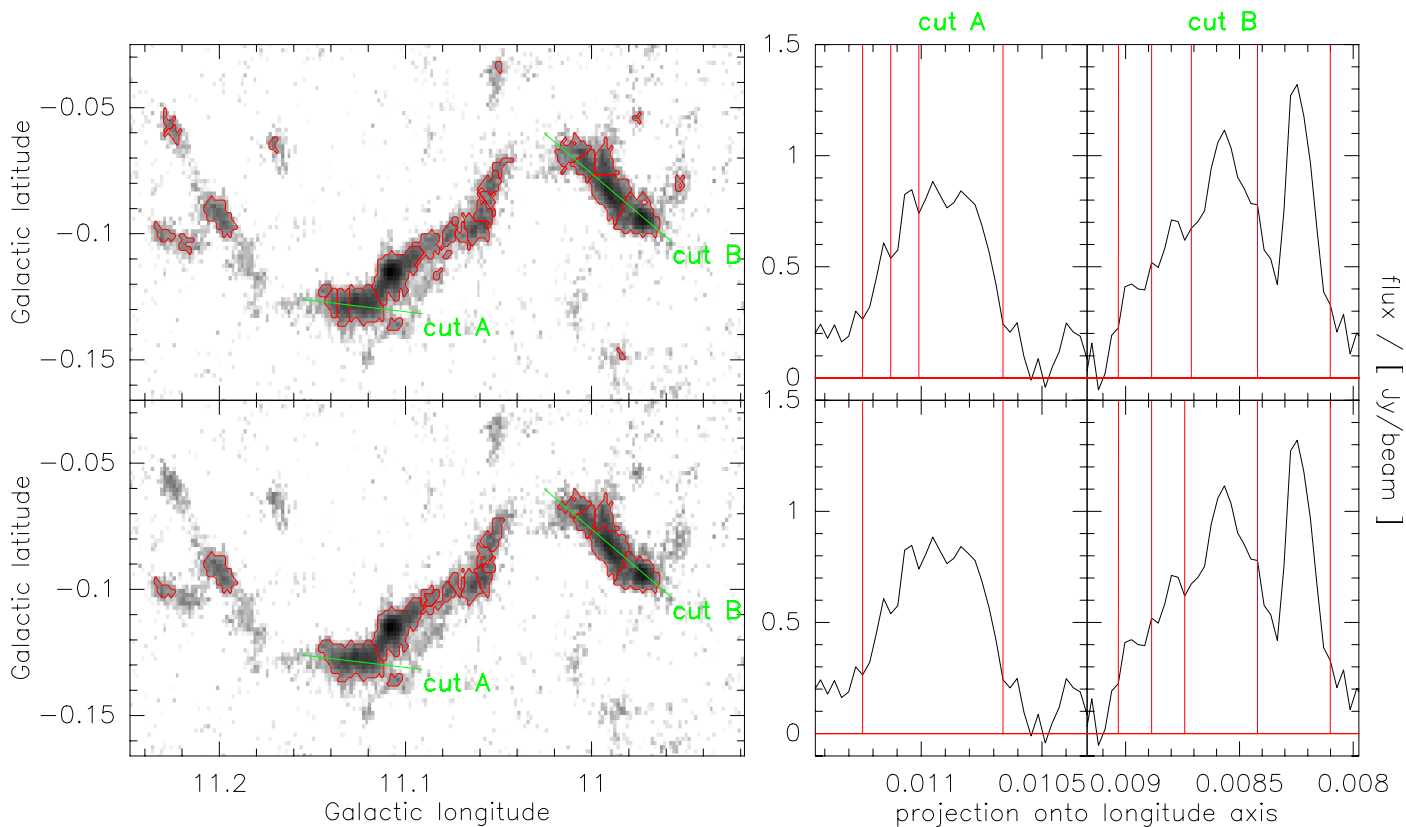 cut A
cut B
1.5
−0.05
1
−0.1
Galactic latitude
cut B
0.5
cut A
−0.15
0
1.5
flux / [ Jy/beam ]
−0.05
1
−0.1
Galactic latitude
cut B
0.5
cut A
−0.15
0
11.2
11.1
11
0.011
0.0105
0.009
0.0085
0.008
Galactic longitude
projection onto longitude axis